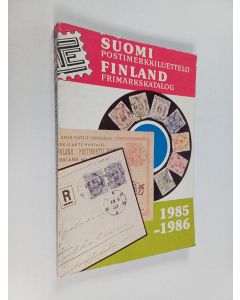 SUOMI
POSTIMERKKILUETTELO
FINLAND
FRIMÄRKSKATALOG
1985
-1986
R